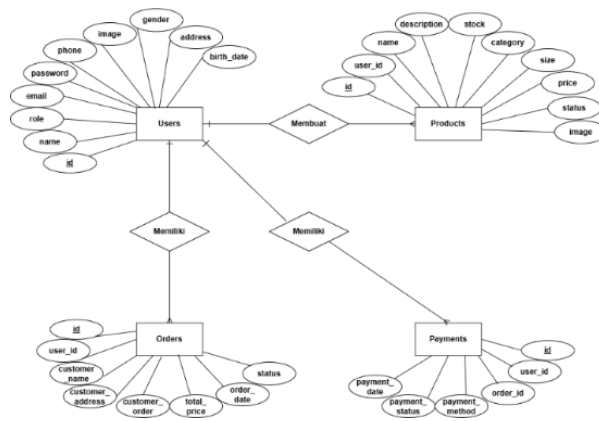 gender
image
address
phone
birth_date
password
email
role
name
id
Users
Membuat
description
stock
name
category
user_id
size
id
price
status
image
Products
Memiliki
Memiliki
id
user_id
customer
_name
customer_
address
customer_
order
total_
price
order_
date
status
Orders
Payments
id
user_id
order_id
payment_
method
payment_
status
payment_
date